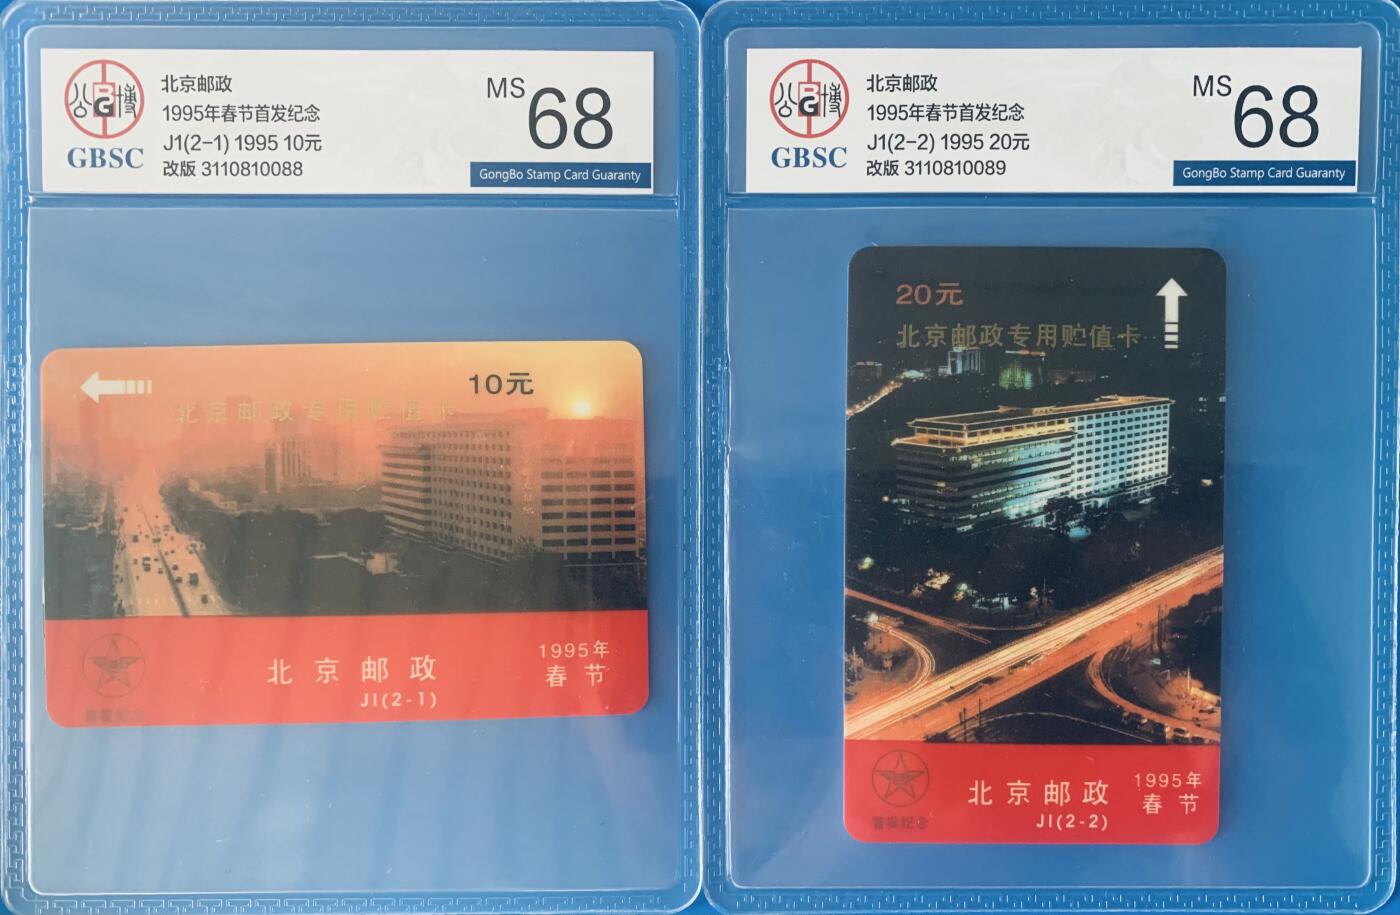 公博
BG
GBSC
北京邮政
1995年春节首发纪念
J1(2-1) 1995 10元
改版 3110810088
MS 68
GongBo Stamp Card Guaranty
10元
北京邮政专用贮值卡
北京邮政
J1(2-1)
1995年
春节
首发纪念
公博
BG
GBSC
北京邮政
1995年春节首发纪念
J1(2-2) 1995 20元
改版 3110810089
MS 68
GongBo Stamp Card Guaranty
20元
北京邮政专用贮值卡
北京邮政
J1(2-2)
1995年
春节
首发纪念